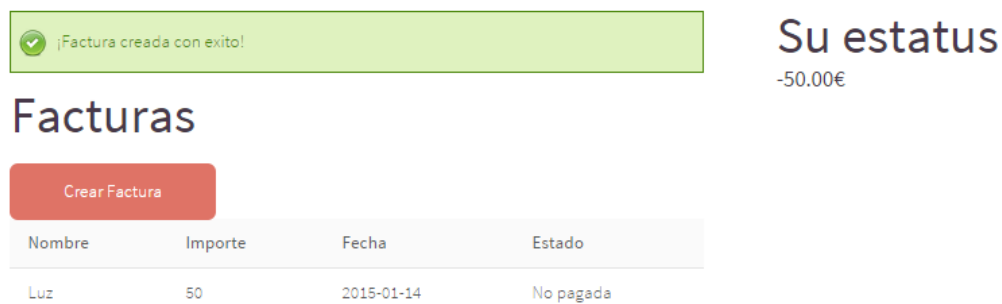 ¡Factura creada con exito!
Facturas
Crear Factura
Nombre Importe Fecha Estado
Luz 50 2015-01-14 No pagada
Su estatus
-50.00€